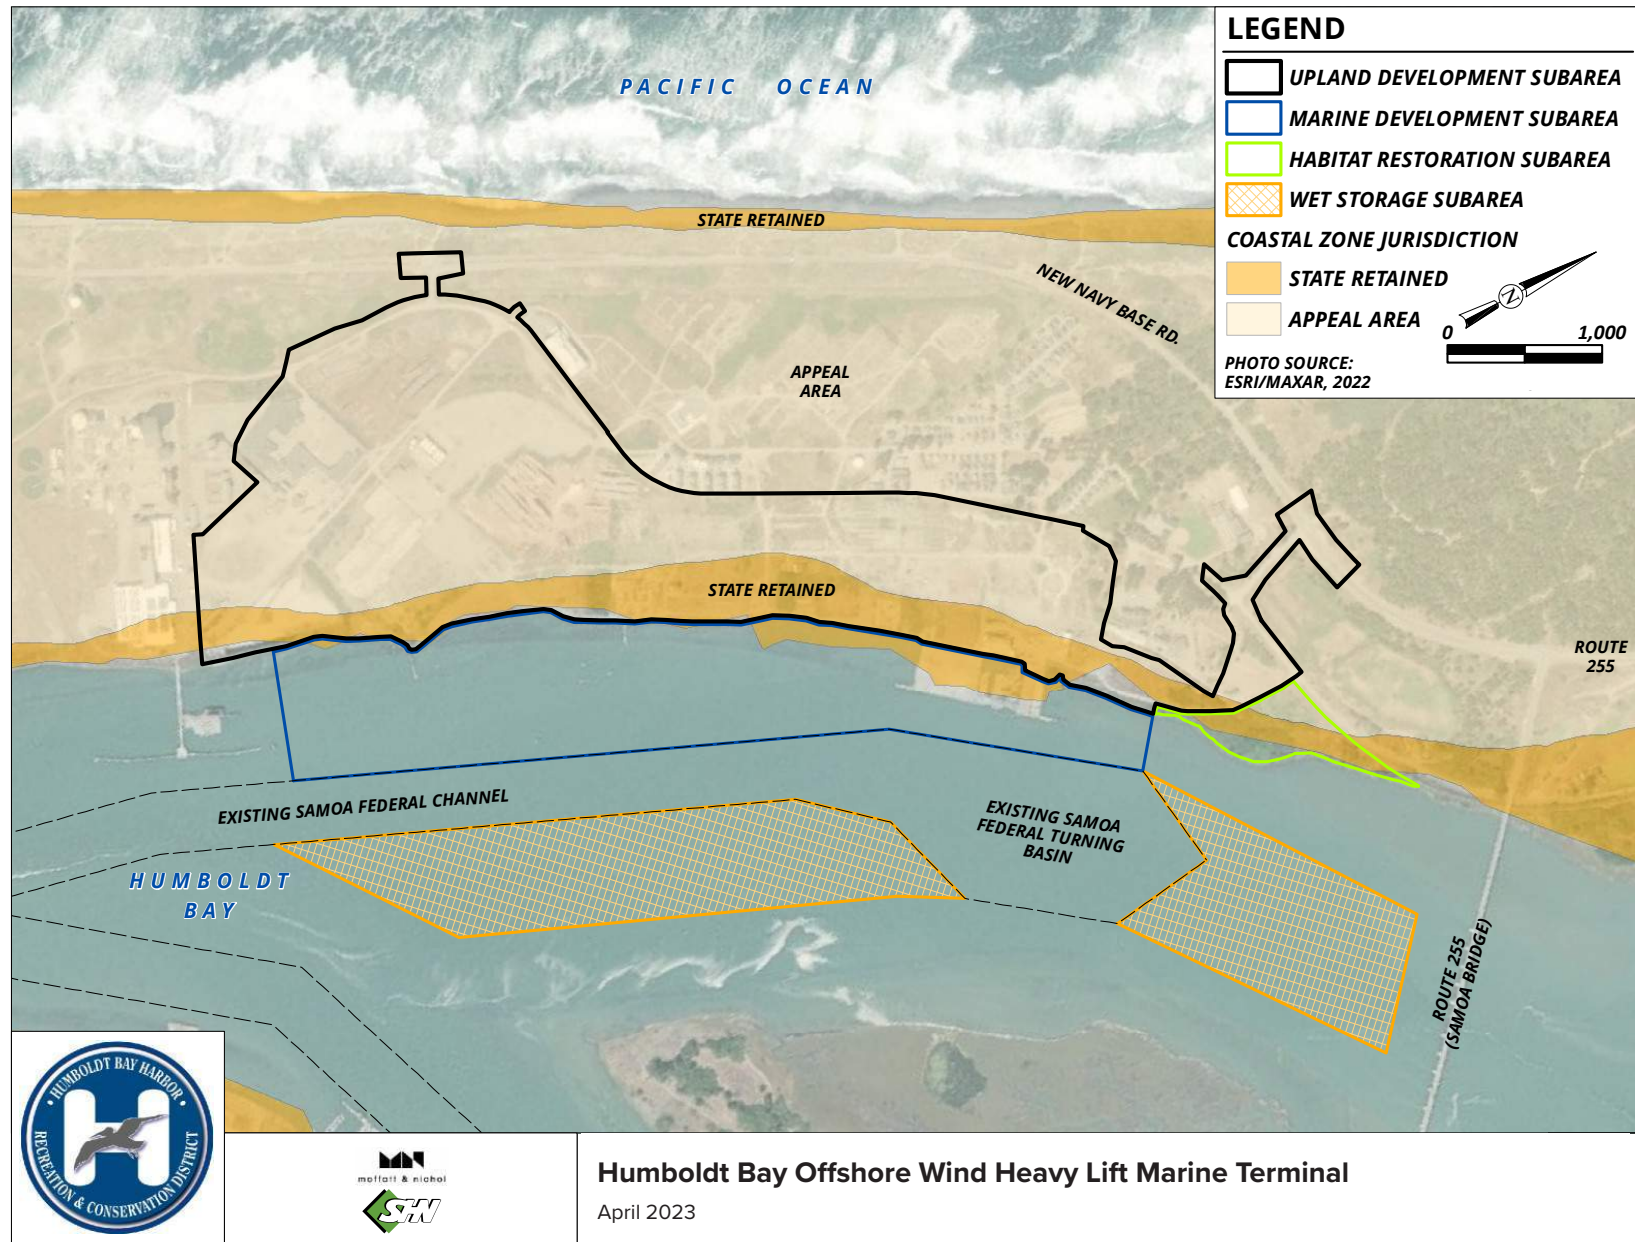 PACIFIC OCEAN
STATE RETAINED
NEW NAVY BASE RD.
APPEAL
AREA
STATE RETAINED
ROUTE
255
EXISTING SAMOA FEDERAL CHANNEL
EXISTING SAMOA
FEDERAL TURNING
BASIN
HUMBOLDT
BAY
ROUTE 255
(SAMOA BRIDGE)
LEGEND
UPLAND DEVELOPMENT SUBAREA
MARINE DEVELOPMENT SUBAREA
HABITAT RESTORATION SUBAREA
WET STORAGE SUBAREA
COASTAL ZONE JURISDICTION
STATE RETAINED
APPEAL AREA
N
0 1,000
PHOTO SOURCE:
ESRI/MAXAR, 2022
• HUMBOLDT BAY HARBOR •
RECREATION & CONSERVATION DISTRICT
H
moffatt & nichol
SHN
Humboldt Bay Offshore Wind Heavy Lift Marine Terminal
April 2023